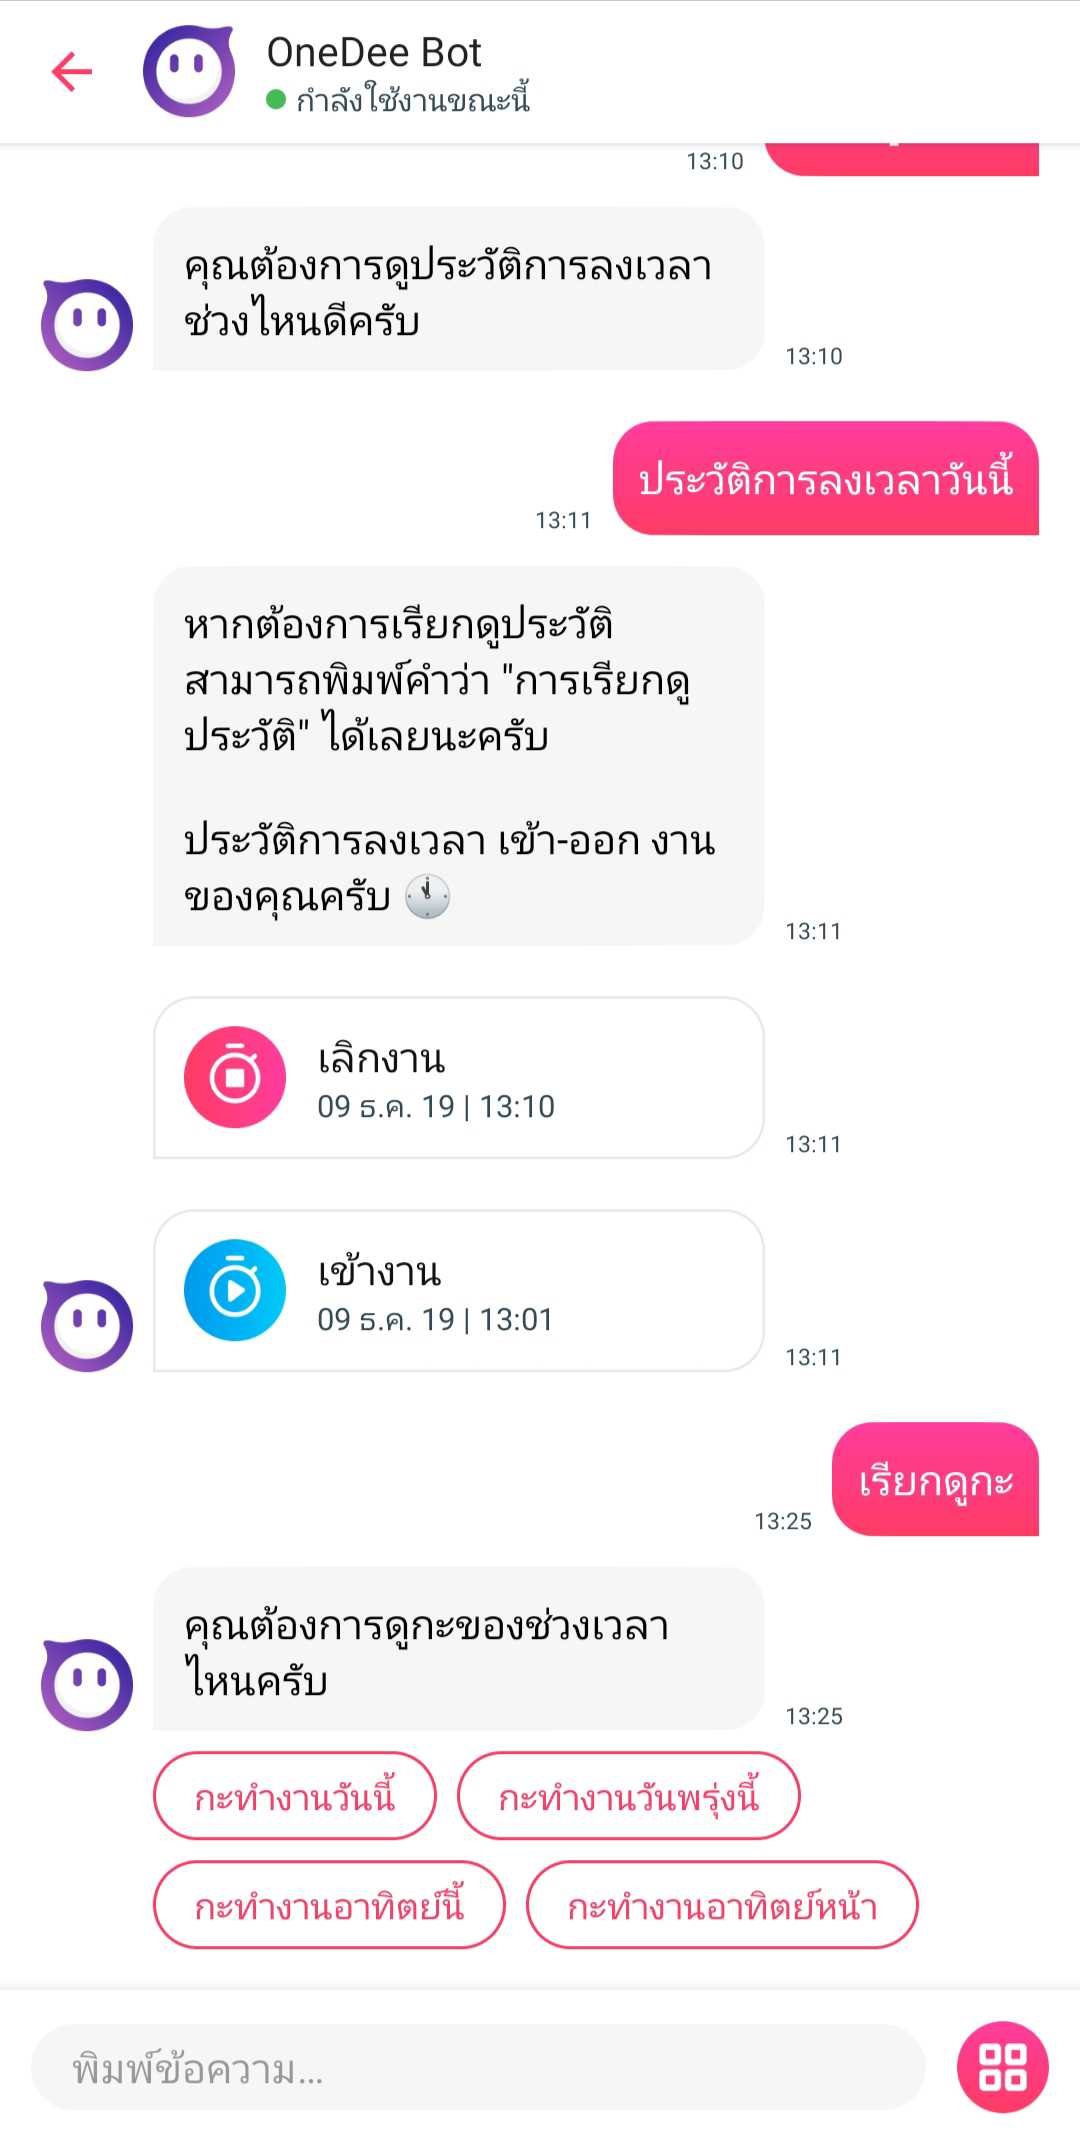 OneDee Bot
กำลังใช้งานขณะนี้
13:10
คุณต้องการดูประวัติการลงเวลา
ช่วงไหนดีครับ
13:10
ประวัติการลงเวลาวันนี้
13:11
หากต้องการเรียกดูประวัติ
สามารถพิมพ์คำว่า "การเรียกดู
ประวัติ" ได้เลยนะครับ
ประวัติการลงเวลา เข้า-ออก งาน
ของคุณครับ
13:11
เลิกงาน
09 ธ.ค. 19 | 13:10
13:11
เข้างาน
09 ธ.ค. 19 | 13:01
13:11
เรียกดูกะ
13:25
คุณต้องการดูกะของช่วงเวลา
ไหนครับ
13:25
กะทำงานวันนี้
กะทำงานวันพรุ่งนี้
กะทำงานอาทิตย์นี้
กะทำงานอาทิตย์หน้า
พิมพ์ข้อความ...